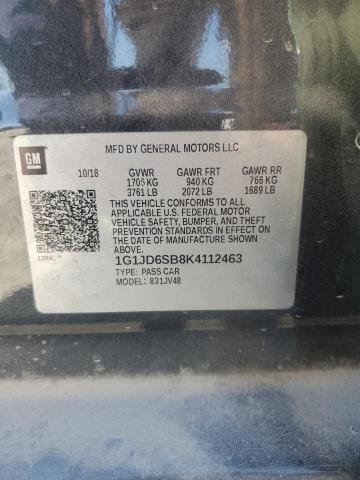 MFD BY GENERAL MOTORS LLC
GM
10/18 GVWR GAWR FRT GAWR RR
1705 KG 940 KG 766 KG
3761 LB 2072 LB 1689 LB
THIS VEHICLE CONFORMS TO ALL
APPLICABLE U.S. FEDERAL MOTOR
VEHICLE SAFETY, BUMPER, AND THEFT
PREVENTION STANDARDS IN EFFECT ON
THE DATE OF MANUFACTURE SHOWN
ABOVE.
1G1JD6SB8K4112463
TYPE: PASS CAR
MODEL: 831JV48